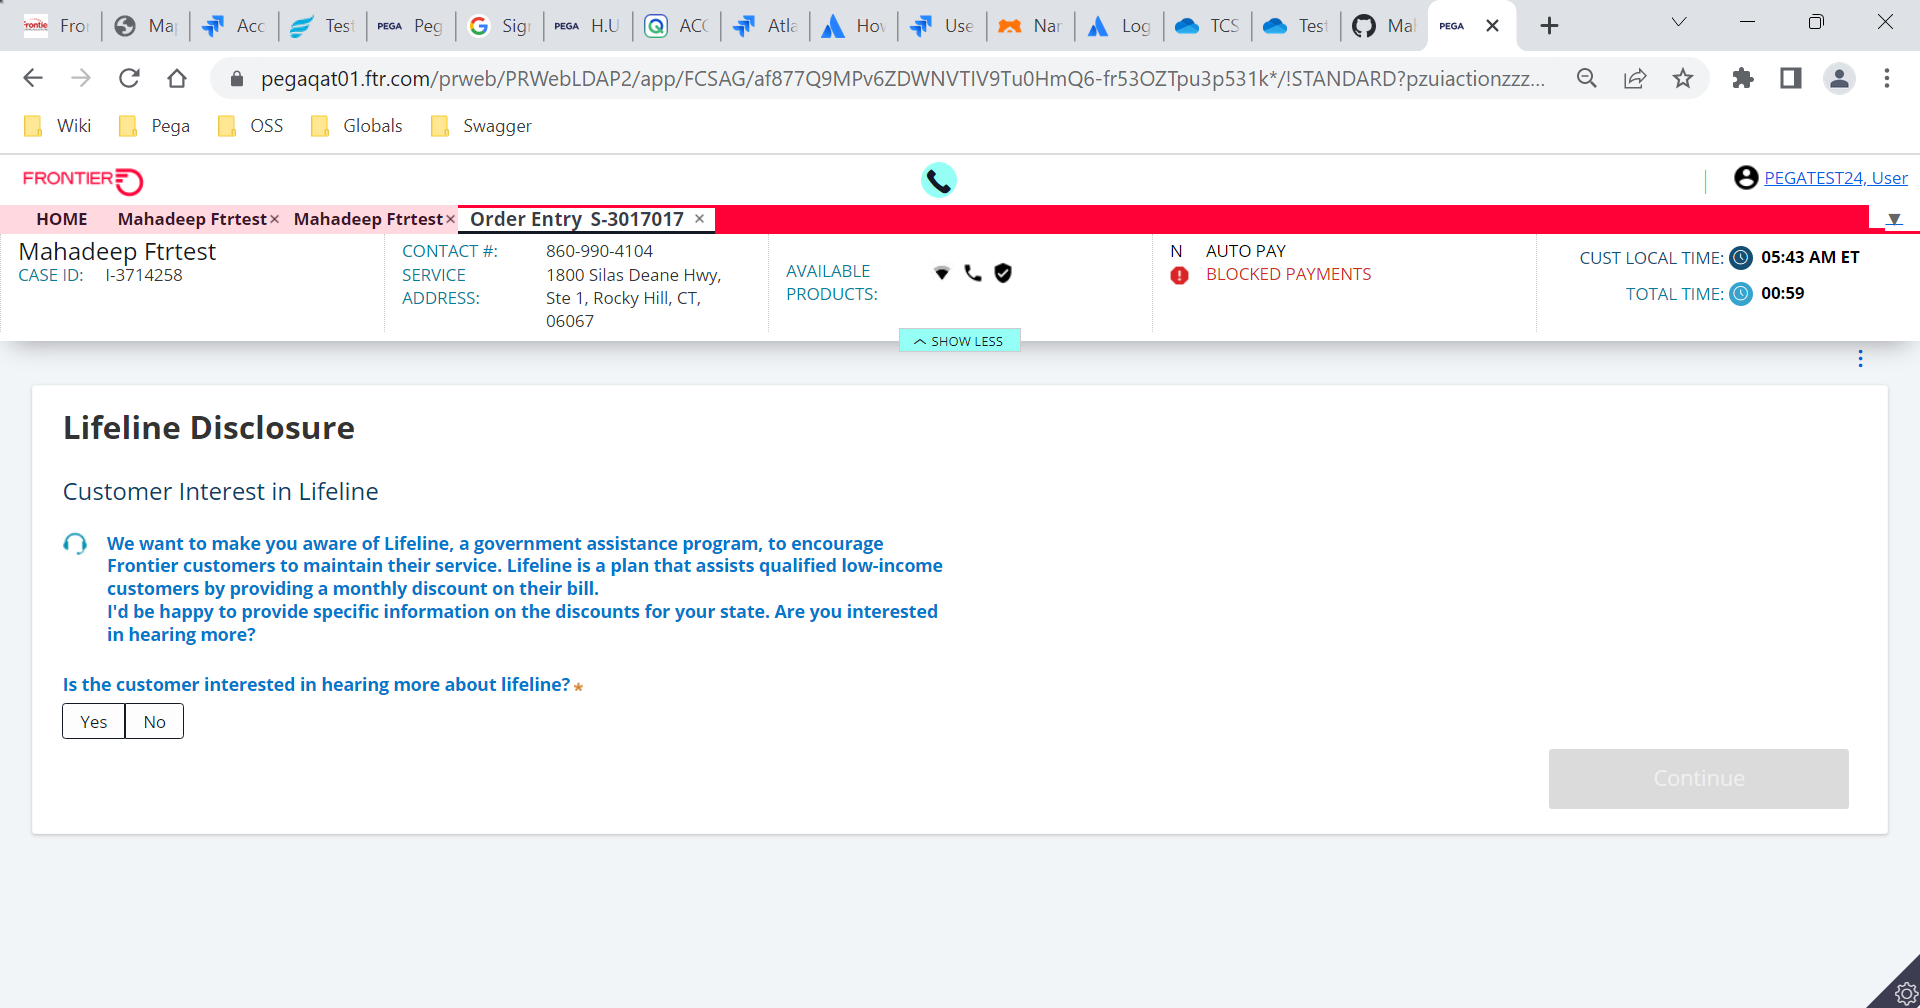 Fro
Ma
Acc
Test
PEGA Peg
Sig
PEGA H.U
ACC
Atla
Hov
Use
Nar
Log
TCS
Test
Ma
PEGA
pegaqat01.ftr.com/prweb/PRWebLDAP2/app/FCSAG/af877Q9MPv6ZDWNVTIV9Tu0HmQ6-fr53OZTpu3p531k*/!STANDARD?pzuiactionzzz...
Wiki
Pega
OSS
Globals
Swagger
FRONTIER
PEGATEST24, User
HOME
Mahadeep Ftrtest×
Mahadeep Ftrtest×
Order Entry S-3017017 ×
Mahadeep Ftrtest
CASE ID: I-3714258
CONTACT #: 860-990-4104
SERVICE ADDRESS: 1800 Silas Deane Hwy,
Ste 1, Rocky Hill, CT,
06067
AVAILABLE
PRODUCTS:
N AUTO PAY
BLOCKED PAYMENTS
CUST LOCAL TIME: 05:43 AM ET
TOTAL TIME: 00:59
SHOW LESS
Lifeline Disclosure
Customer Interest in Lifeline
We want to make you aware of Lifeline, a government assistance program, to encourage
Frontier customers to maintain their service. Lifeline is a plan that assists qualified low-income
customers by providing a monthly discount on their bill.
I'd be happy to provide specific information on the discounts for your state. Are you interested
in hearing more?
Is the customer interested in hearing more about lifeline? *
Yes
No
Continue